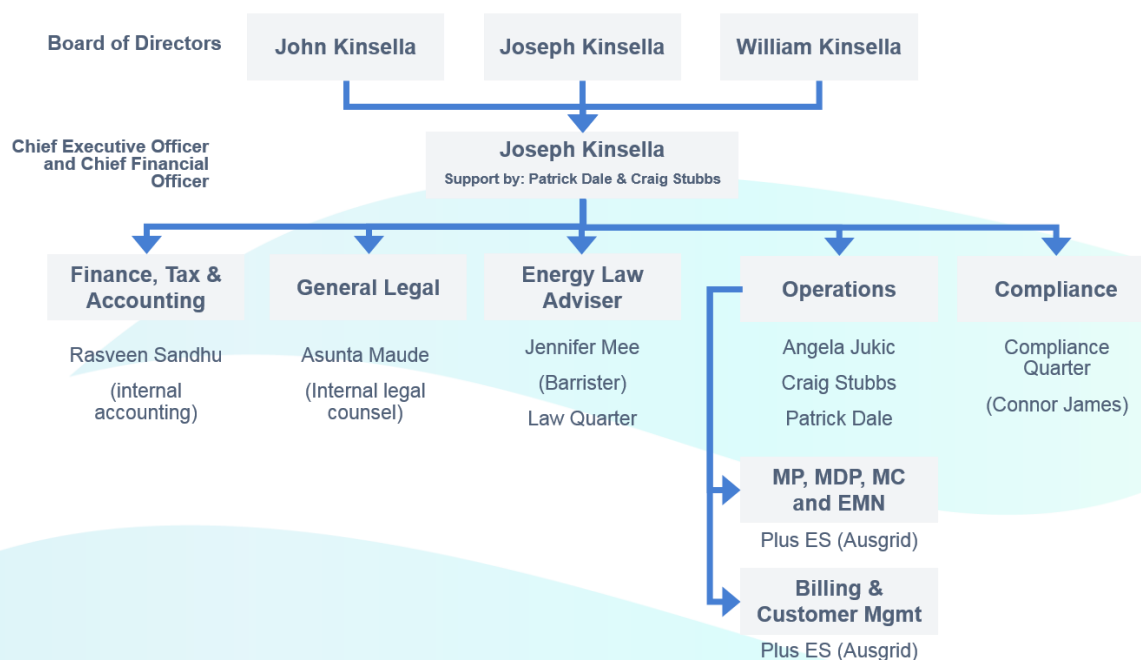 Board of Directors
John Kinsella
Joseph Kinsella
William Kinsella
Chief Executive Officer
and Chief Financial
Officer
Joseph Kinsella
Support by: Patrick Dale & Craig Stubbs
Finance, Tax &
Accounting
Rasveen Sandhu
(internal
accounting)
General Legal
Asunta Maude
(Internal legal
counsel)
Energy Law
Adviser
Jennifer Mee
(Barrister)
Law Quarter
Operations
Angela Jukic
Craig Stubbs
Patrick Dale
MP, MDP, MC
and EMN
Plus ES (Ausgrid)
Billing &
Customer Mgmt
Plus ES (Ausgrid)
Compliance
Compliance
Quarter
(Connor James)